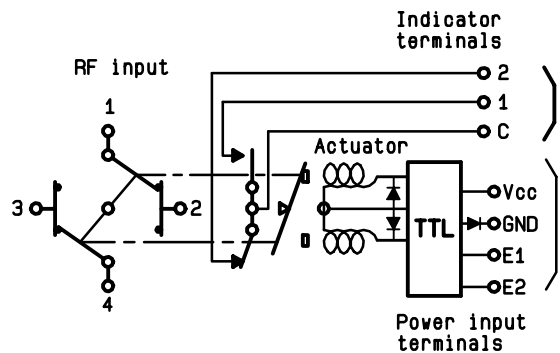 Indicator
terminals
RF input
2
1
1
C
Actuator
Vcc
3
2
GND
TTL
E1
4
E2
Power input
terminals